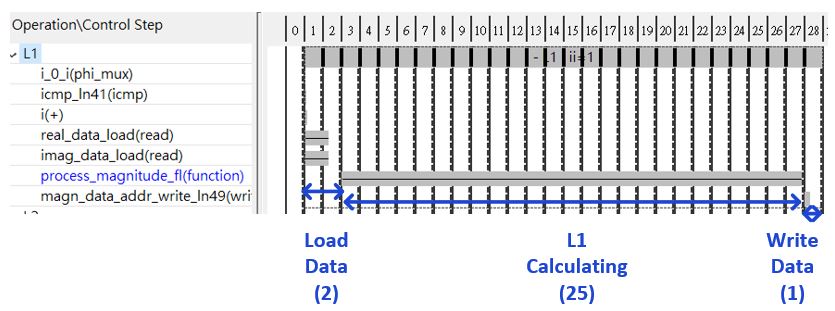 Operation\Control Step
0 1 2 3 4 5 6 7 8 9 10 11 12 13 14 15 16 17 18 19 20 21 22 23 24 25 26 27 28
L1
- L1 ii=1
i_0_i(phi_mux)
icmp_ln41(icmp)
i(+)
real_data_load(read)
imag_data_load(read)
process_magnitude_fl(function)
magn_data_addr_write_ln49(wri
Load
Data
(2)
L1
Calculating
(25)
Write
Data
(1)